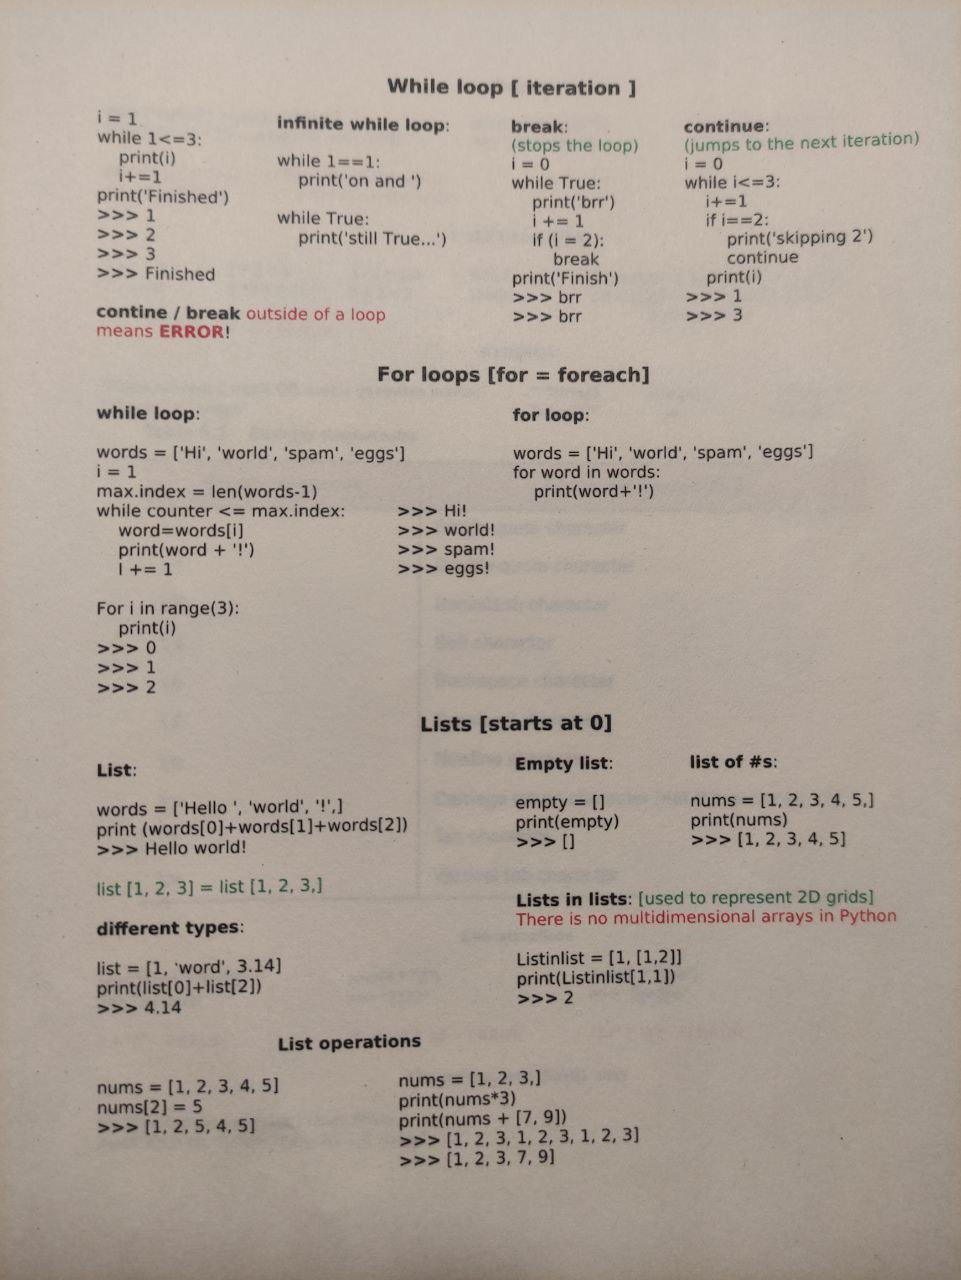 While loop [ iteration ]
i = 1
while 1<=3:
print(i)
i+=1
print('Finished')
>>> 1
>>> 2
>>> 3
>>> Finished
infinite while loop:
while 1==1:
print('on and ')
while True:
print('still True...')
break:
(stops the loop)
i = 0
while True:
print('brr')
i += 1
if (i = 2):
break
print('Finish')
>>> brr
>>> brr
continue:
(jumps to the next iteration)
i = 0
while i<=3:
i+=1
if i==2:
print('skipping 2')
continue
print(i)
>>> 1
>>> 3
contine / break outside of a loop
means ERROR!
For loops [for = foreach]
while loop:
words = ['Hi', 'world', 'spam', 'eggs']
i = 1
max.index = len(words-1)
while counter <= max.index:
word=words[i]
print(word + '!')
I += 1
>>> Hi!
>>> world!
>>> spam!
>>> eggs!
for loop:
words = ['Hi', 'world', 'spam', 'eggs']
for word in words:
print(word+'!')
For i in range(3):
print(i)
>>> 0
>>> 1
>>> 2
Lists [starts at 0]
List:
words = ['Hello ', 'world', '!',]
print (words[0]+words[1]+words[2])
>>> Hello world!
list [1, 2, 3] = list [1, 2, 3,]
different types:
list = [1, 'word', 3.14]
print(list[0]+list[2])
>>> 4.14
Empty list:
empty = []
print(empty)
>>> []
list of #s:
nums = [1, 2, 3, 4, 5,]
print(nums)
>>> [1, 2, 3, 4, 5]
Lists in lists: [used to represent 2D grids]
There is no multidimensional arrays in Python
Listinlist = [1, [1,2]]
print(Listinlist[1,1])
>>> 2
List operations
nums = [1, 2, 3, 4, 5]
nums[2] = 5
>>> [1, 2, 5, 4, 5]
nums = [1, 2, 3,]
print(nums*3)
print(nums + [7, 9])
>>> [1, 2, 3, 1, 2, 3, 1, 2, 3]
>>> [1, 2, 3, 7, 9]